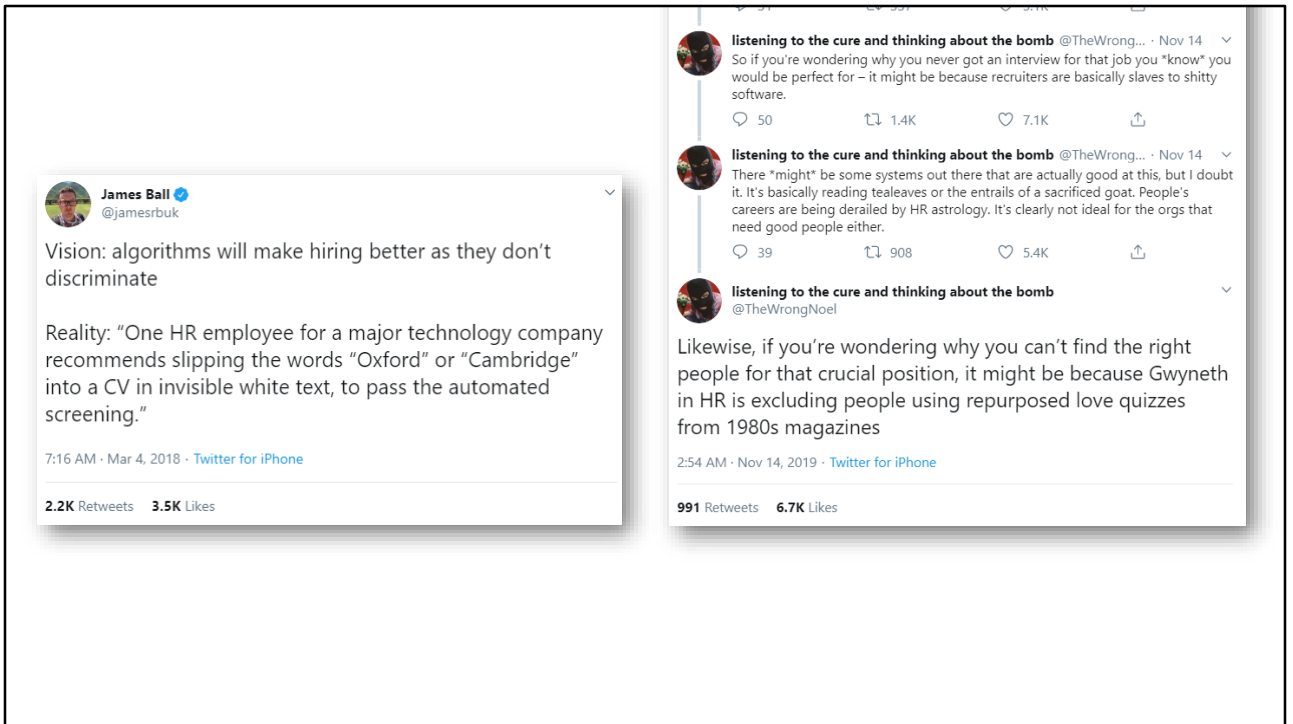 James Ball
@jamesrbuk
Vision: algorithms will make hiring better as they don't
discriminate
Reality: “One HR employee for a major technology company
recommends slipping the words “Oxford” or “Cambridge”
into a CV in invisible white text, to pass the automated
screening.”
7:16 AM · Mar 4, 2018 · Twitter for iPhone
2.2K Retweets 3.5K Likes
listening to the cure and thinking about the bomb @TheWrong... · Nov 14
So if you're wondering why you never got an interview for that job you *know* you
would be perfect for – it might be because recruiters are basically slaves to shitty
software.
50 1.4K 7.1K
listening to the cure and thinking about the bomb @TheWrong... · Nov 14
There *might* be some systems out there that are actually good at this, but I doubt
it. It's basically reading tealeaves or the entrails of a sacrificed goat. People's
careers are being derailed by HR astrology. It's clearly not ideal for the orgs that
need good people either.
39 908 5.4K
listening to the cure and thinking about the bomb
@TheWrongNoel
Likewise, if you're wondering why you can't find the right
people for that crucial position, it might be because Gwyneth
in HR is excluding people using repurposed love quizzes
from 1980s magazines
2:54 AM · Nov 14, 2019 · Twitter for iPhone
991 Retweets 6.7K Likes